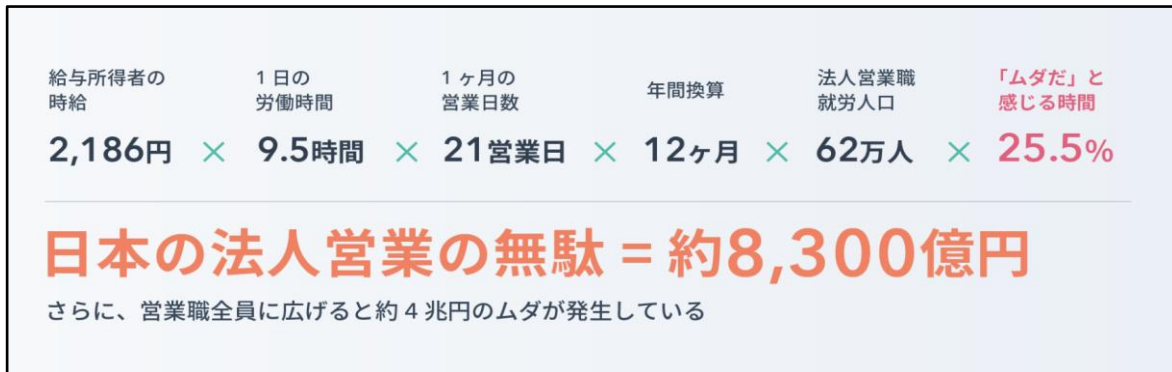 給与所得者の
時給
1日の
労働時間
1ヶ月の
営業日数
年間換算
法人営業職
就労人口
「ムダだ」と
感じる時間
2,186円 × 9.5時間 × 21営業日 × 12ヶ月 × 62万人 × 25.5%
日本の法人営業の無駄 = 約8,300億円
さらに、営業職全員に広げると約4兆円のムダが発生している